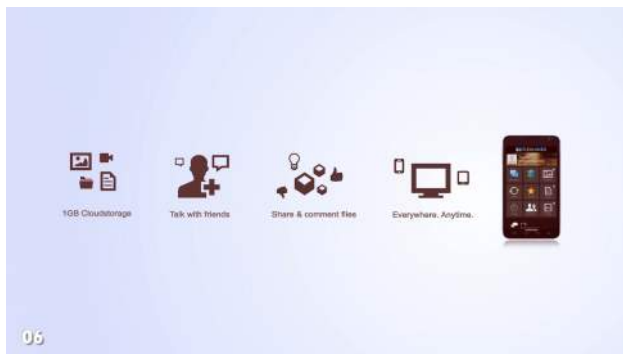 1GB Cloudstorage
Talk with friends
Share & comment files
Everywhere. Anytime.
06